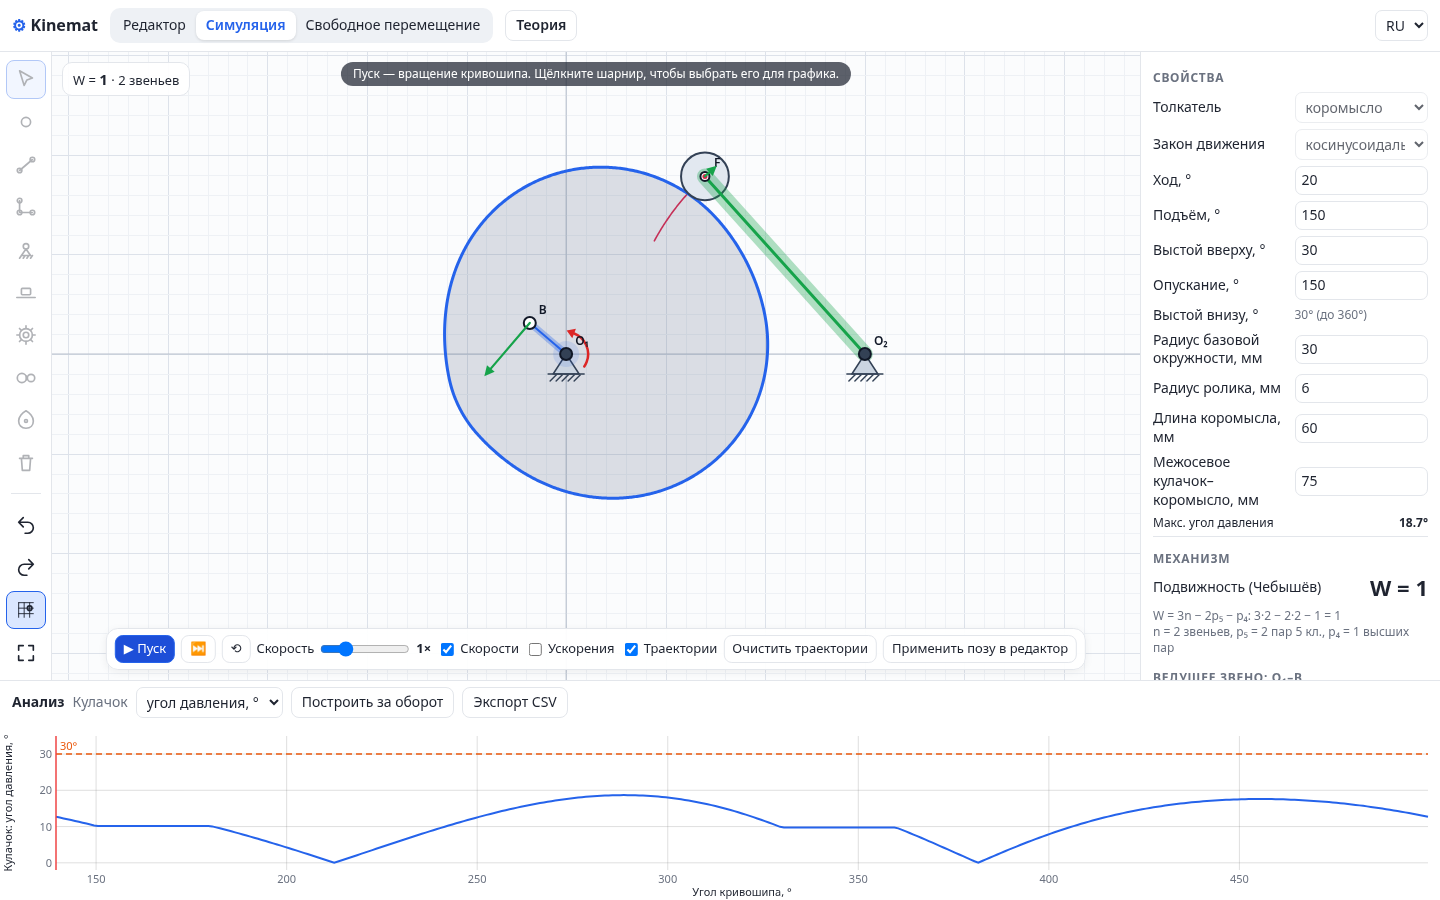 ⚙ Kinemat
Редактор
Симуляция
Свободное перемещение
Теория
RU
W = 1 · 2 звеньев
Пуск — вращение кривошипа. Щёлкните шарнир, чтобы выбрать его для графика.
F
B
O₁
O₂
СВОЙСТВА
Толкатель
коромысло
Закон движения
косинусоидаль
Ход, °
20
Подъём, °
150
Выстой вверху, °
30
Опускание, °
150
Выстой внизу, °
30° (до 360°)
Радиус базовой
окружности, мм
30
Радиус ролика, мм
6
Длина коромысла,
мм
60
Межосевое
кулачок–
коромысло, мм
75
Макс. угол давления
18.7°
МЕХАНИЗМ
Подвижность (Чебышёв)
W = 1
W = 3n − 2p₅ − p₄: 3·2 − 2·2 − 1 = 1
n = 2 звеньев, p₅ = 2 пар 5 кл., p₄ = 1 высших
пар
ВЕДУЩЕЕ ЗВЕНО: O₁–B
▶ Пуск
⏩
⟲
Скорость
1×
Скорости
Ускорения
Траектории
Очистить траектории
Применить позу в редактор
Анализ
Кулачок
угол давления, °
Построить за оборот
Экспорт CSV
Кулачок: угол давления, °
30°
30
20
10
0
150
200
250
300
350
400
450
Угол кривошипа, °